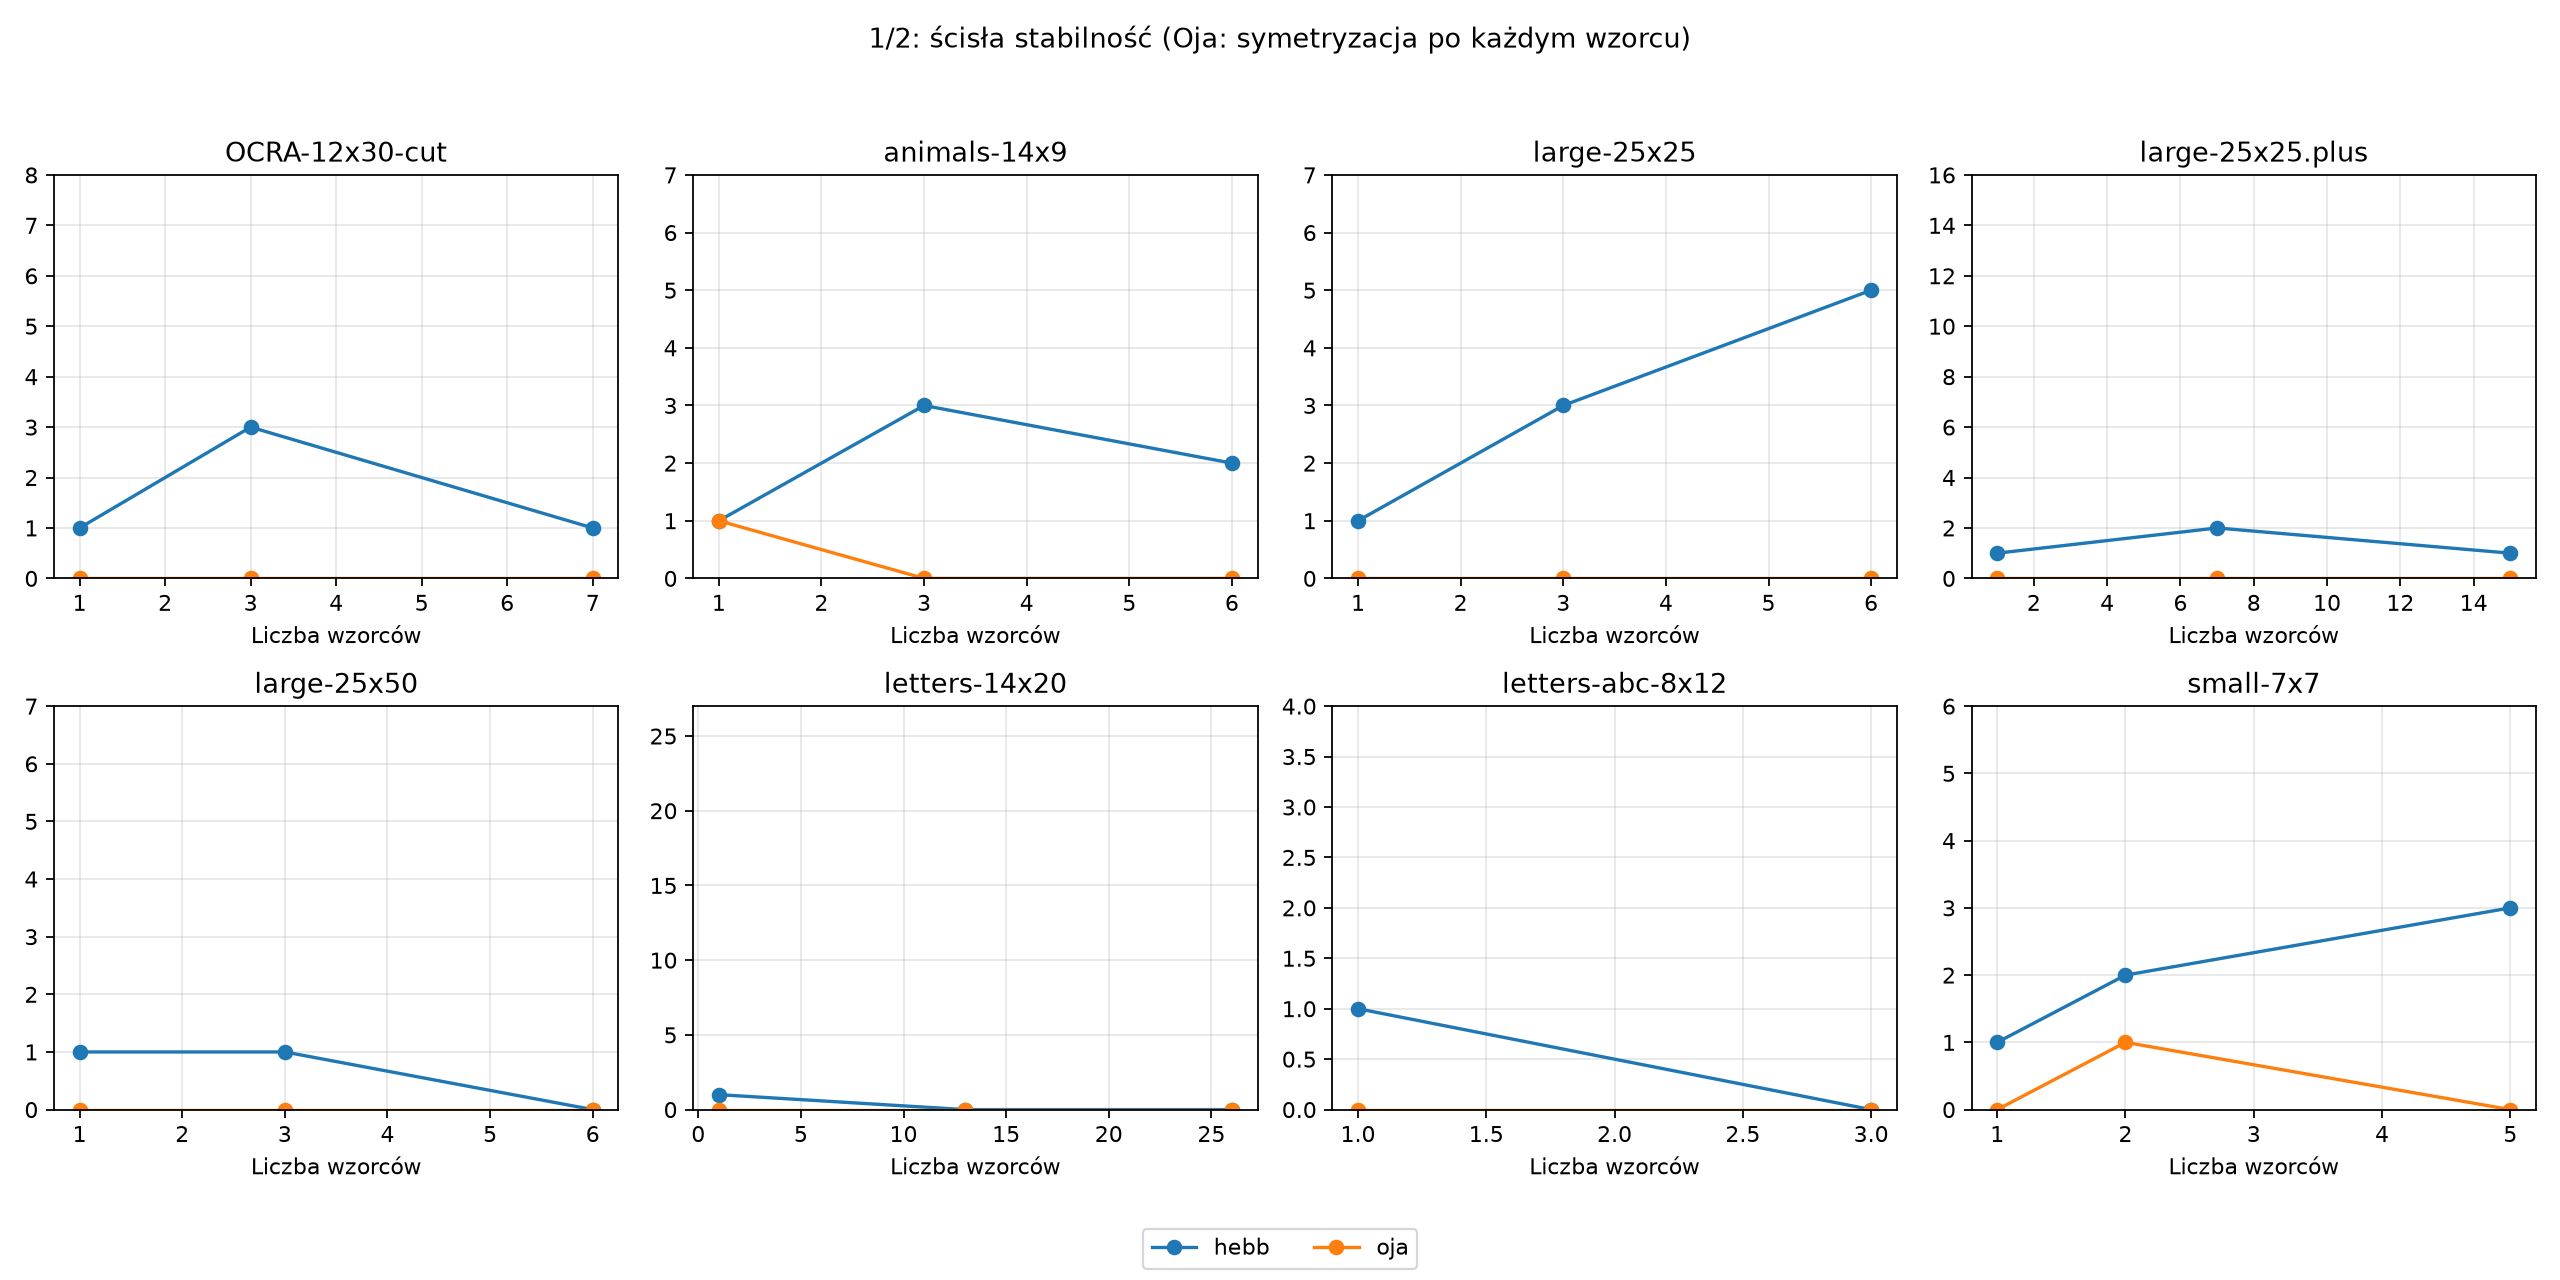 1/2: ścisła stabilność (Oja: symetryzacja po każdym wzorcu)
OCRA-12x30-cut
8
7
6
5
4
3
2
1
0
1 2 3 4 5 6 7
Liczba wzorców
animals-14x9
7
6
5
4
3
2
1
0
1 2 3 4 5 6
Liczba wzorców
large-25x25
7
6
5
4
3
2
1
0
1 2 3 4 5 6
Liczba wzorców
large-25x25.plus
16
14
12
10
8
6
4
2
0
2 4 6 8 10 12 14
Liczba wzorców
large-25x50
7
6
5
4
3
2
1
0
1 2 3 4 5 6
Liczba wzorców
letters-14x20
25
20
15
10
5
0
0 5 10 15 20 25
Liczba wzorców
letters-abc-8x12
4.0
3.5
3.0
2.5
2.0
1.5
1.0
0.5
0.0
1.0 1.5 2.0 2.5 3.0
Liczba wzorców
small-7x7
6
5
4
3
2
1
0
1 2 3 4 5
Liczba wzorców
hebb oja